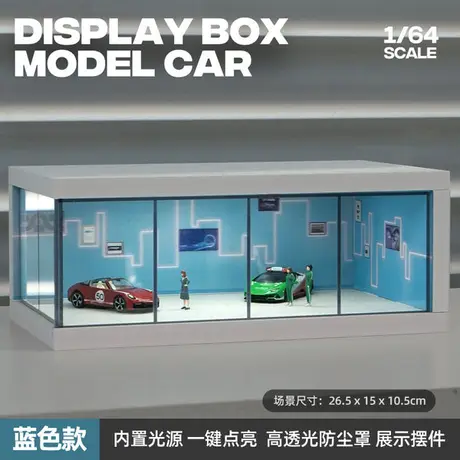 DISPLAY BOX
MODEL CAR
1/64
SCALE
场景尺寸：26.5 x 15 x 10.5cm
蓝色款
内置光源 一键点亮 高透光防尘罩 展示摆件